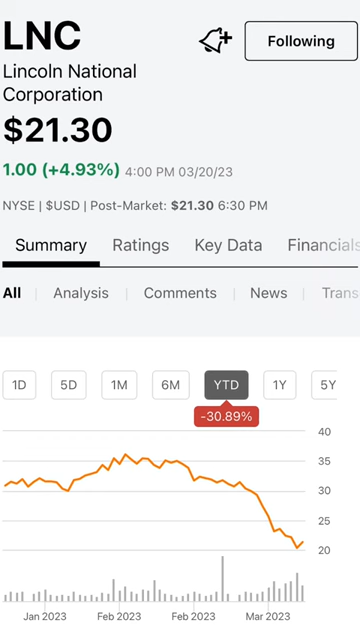 LNC
Following
Lincoln National
Corporation
$21.30
1.00 (+4.93%) 4:00 PM 03/20/23
NYSE | $USD | Post-Market: $21.30 6:30 PM
Summary Ratings Key Data Financials
All | Analysis | Comments | News | Trans
1D 5D 1M 6M YTD 1Y 5Y
-30.89%
40
35
30
25
20
Jan 2023 Feb 2023 Feb 2023 Mar 2023